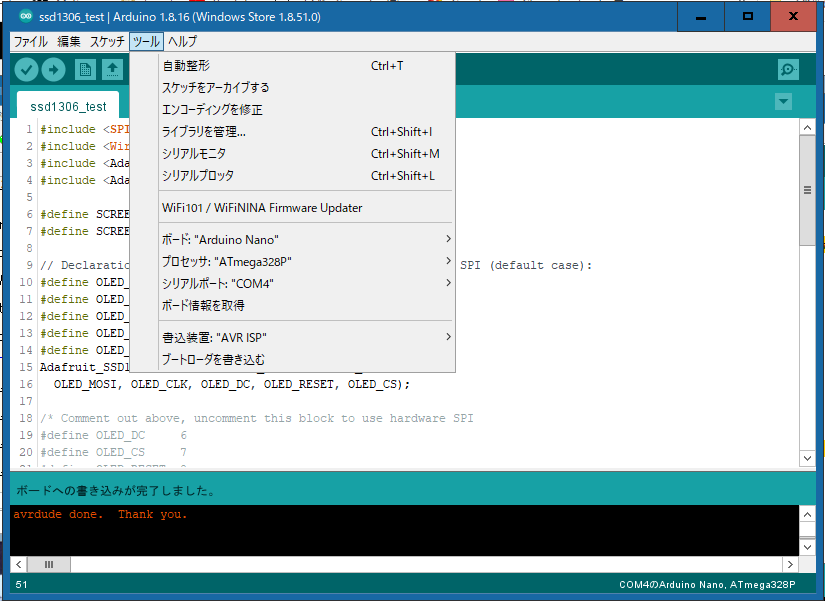 ssd1306_test | Arduino 1.8.16 (Windows Store 1.8.51.0)
ファイル 編集 スケッチ ツール ヘルプ
自動整形 Ctrl+T
スケッチをアーカイブする
エンコーディングを修正
ライブラリを管理... Ctrl+Shift+I
シリアルモニタ Ctrl+Shift+M
シリアルプロッタ Ctrl+Shift+L
WiFi101 / WiFiNINA Firmware Updater
ボード: "Arduino Nano"
プロセッサ: "ATmega328P"
シリアルポート: "COM4"
ボード情報を取得
書込装置: "AVR ISP"
ブートローダを書き込む
ssd1306_test
1 #include <SPI
2 #include <Wir
3 #include <Ada
4 #include <Ada
5
6 #define SCREE
7 #define SCREE
8
9 // Declaratio SPI (default case):
10 #define OLED_
11 #define OLED_
12 #define OLED_
13 #define OLED_
14 #define OLED_
15 Adafruit_SSD1
16 OLED_MOSI, OLED_CLK, OLED_DC, OLED_RESET, OLED_CS);
17
18 /* Comment out above, uncomment this block to use hardware SPI
19 #define OLED_DC 6
20 #define OLED_CS 7
ボードへの書き込みが完了しました。
avrdude done. Thank you.
51 COM4のArduino Nano, ATmega328P